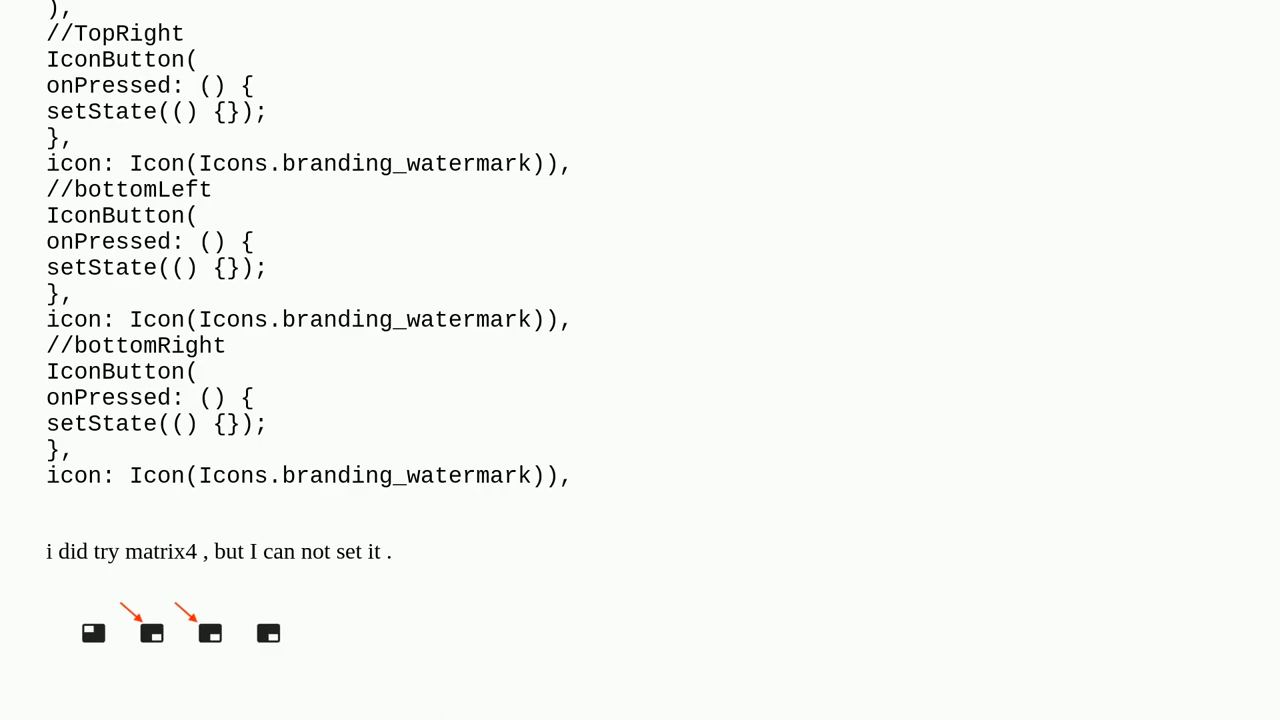 ),
//TopRight
IconButton(
onPressed: () {
setState(() {});
},
icon: Icon(Icons.branding_watermark)),
//bottomLeft
IconButton(
onPressed: () {
setState(() {});
},
icon: Icon(Icons.branding_watermark)),
//bottomRight
IconButton(
onPressed: () {
setState(() {});
},
icon: Icon(Icons.branding_watermark)),
i did try matrix4 , but I can not set it .